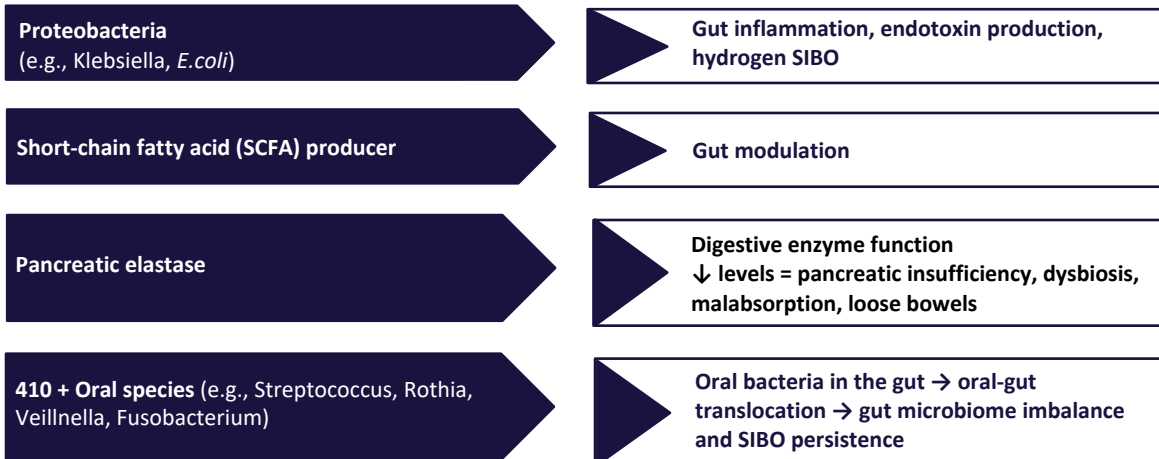 Proteobacteria
(e.g., Klebsiella, E.coli)
Gut inflammation, endotoxin production,
hydrogen SIBO
Short-chain fatty acid (SCFA) producer
Gut modulation
Pancreatic elastase
Digestive enzyme function
↓ levels = pancreatic insufficiency, dysbiosis,
malabsorption, loose bowels
410 + Oral species (e.g., Streptococcus, Rothia,
Veillnella, Fusobacterium)
Oral bacteria in the gut → oral-gut
translocation → gut microbiome imbalance
and SIBO persistence